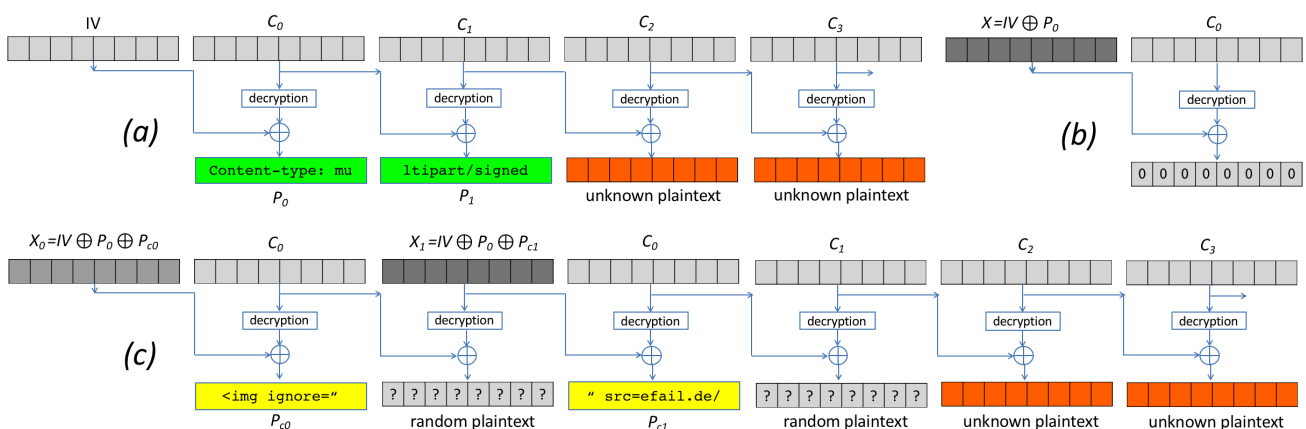 IV C₀ C₁ C₂ C₃ X=IV ⊕ P₀ C₀
decryption decryption decryption decryption decryption
(a) (b)
Content-type: mu ltipart/signed 0 0 0 0 0 0 0 0
P₀ P₁ unknown plaintext unknown plaintext
X₀=IV ⊕ P₀ ⊕ Pc0 C₀ X₁=IV ⊕ P₀ ⊕ Pc1 C₀ C₁ C₂ C₃
decryption decryption decryption decryption decryption decryption
(c)
<img ignore=“ ? ? ? ? ? ? ? ? “ src=efail.de/ ? ? ? ? ? ? ? ?
Pc0 random plaintext Pc1 random plaintext unknown plaintext unknown plaintext